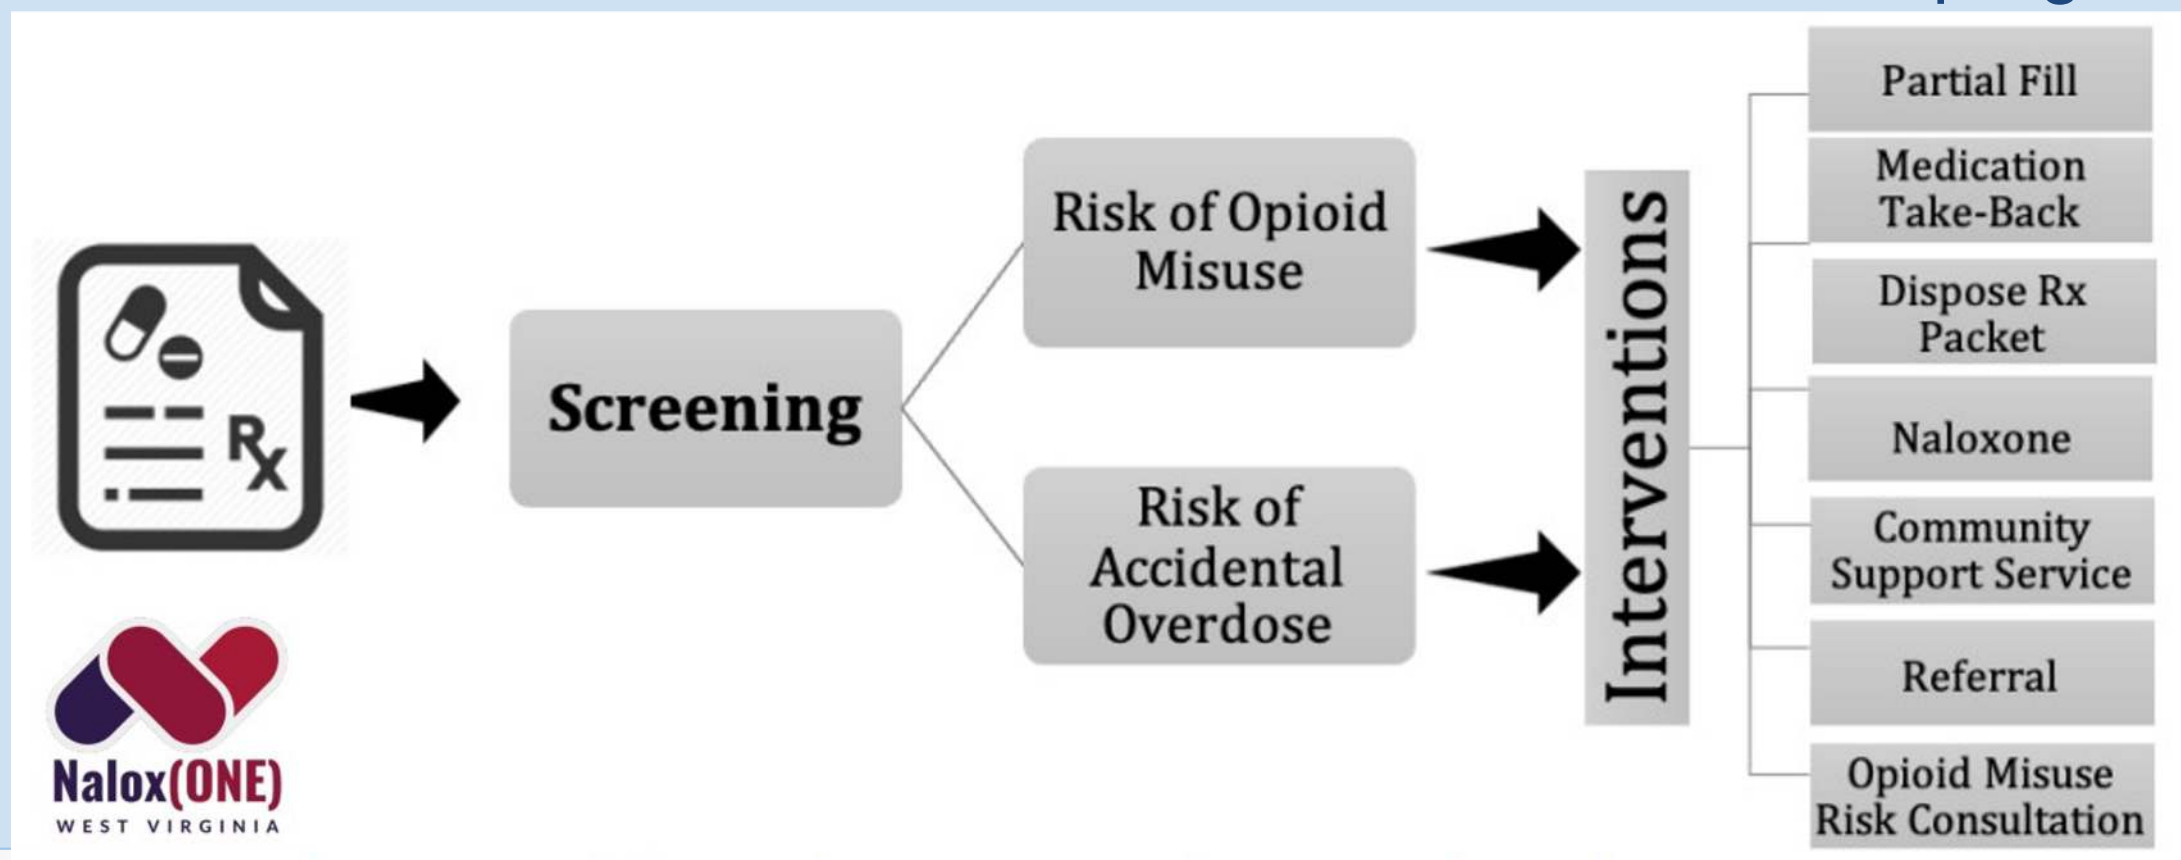 Rx
Nalox(ONE)
WEST VIRGINIA
Screening
Risk of Opioid
Misuse
Risk of
Accidental
Overdose
Interventions
Partial Fill
Medication
Take-Back
Dispose Rx
Packet
Naloxone
Community
Support Service
Referral
Opioid Misuse
Risk Consultation